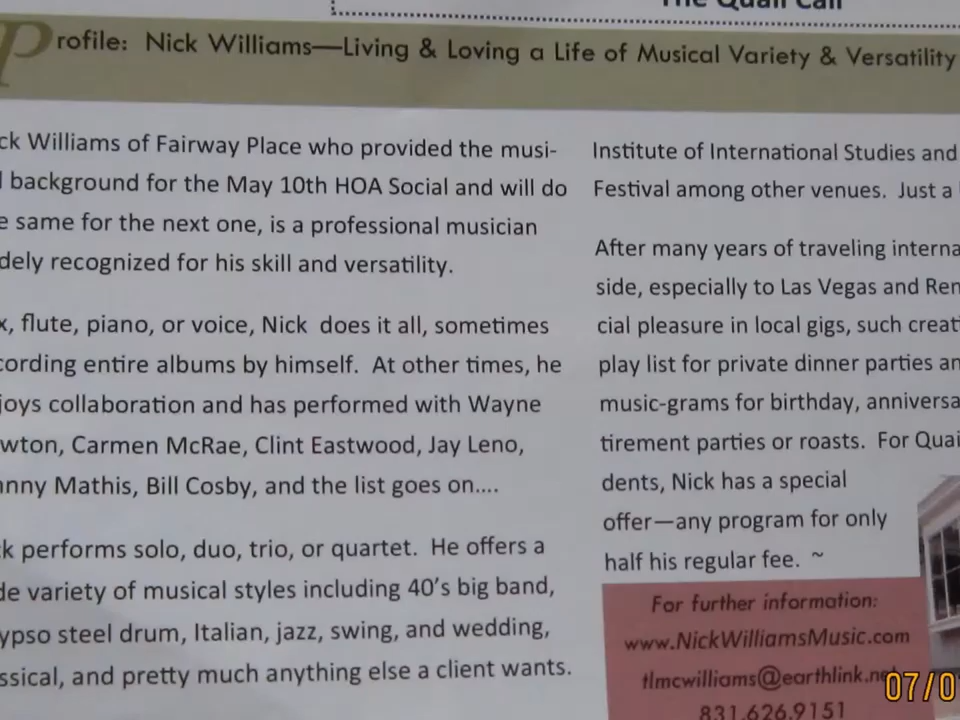 The Quail Call
Profile: Nick Williams—Living & Loving a Life of Musical Variety & Versatility
ck Williams of Fairway Place who provided the musi-
l background for the May 10th HOA Social and will do
e same for the next one, is a professional musician
dely recognized for his skill and versatility.
x, flute, piano, or voice, Nick does it all, sometimes
cording entire albums by himself. At other times, he
joys collaboration and has performed with Wayne
wton, Carmen McRae, Clint Eastwood, Jay Leno,
nny Mathis, Bill Cosby, and the list goes on....
k performs solo, duo, trio, or quartet. He offers a
de variety of musical styles including 40's big band,
ypso steel drum, Italian, jazz, swing, and wedding,
ssical, and pretty much anything else a client wants.
Institute of International Studies and
Festival among other venues. Just a
After many years of traveling interna
side, especially to Las Vegas and Ren
cial pleasure in local gigs, such creati
play list for private dinner parties an
music-grams for birthday, anniversa
tirement parties or roasts. For Quai
dents, Nick has a special
offer—any program for only
half his regular fee. ~
For further information:
www.NickWilliamsMusic.com
tlmcwilliams@earthlink.ne
831.626.9151
07/0